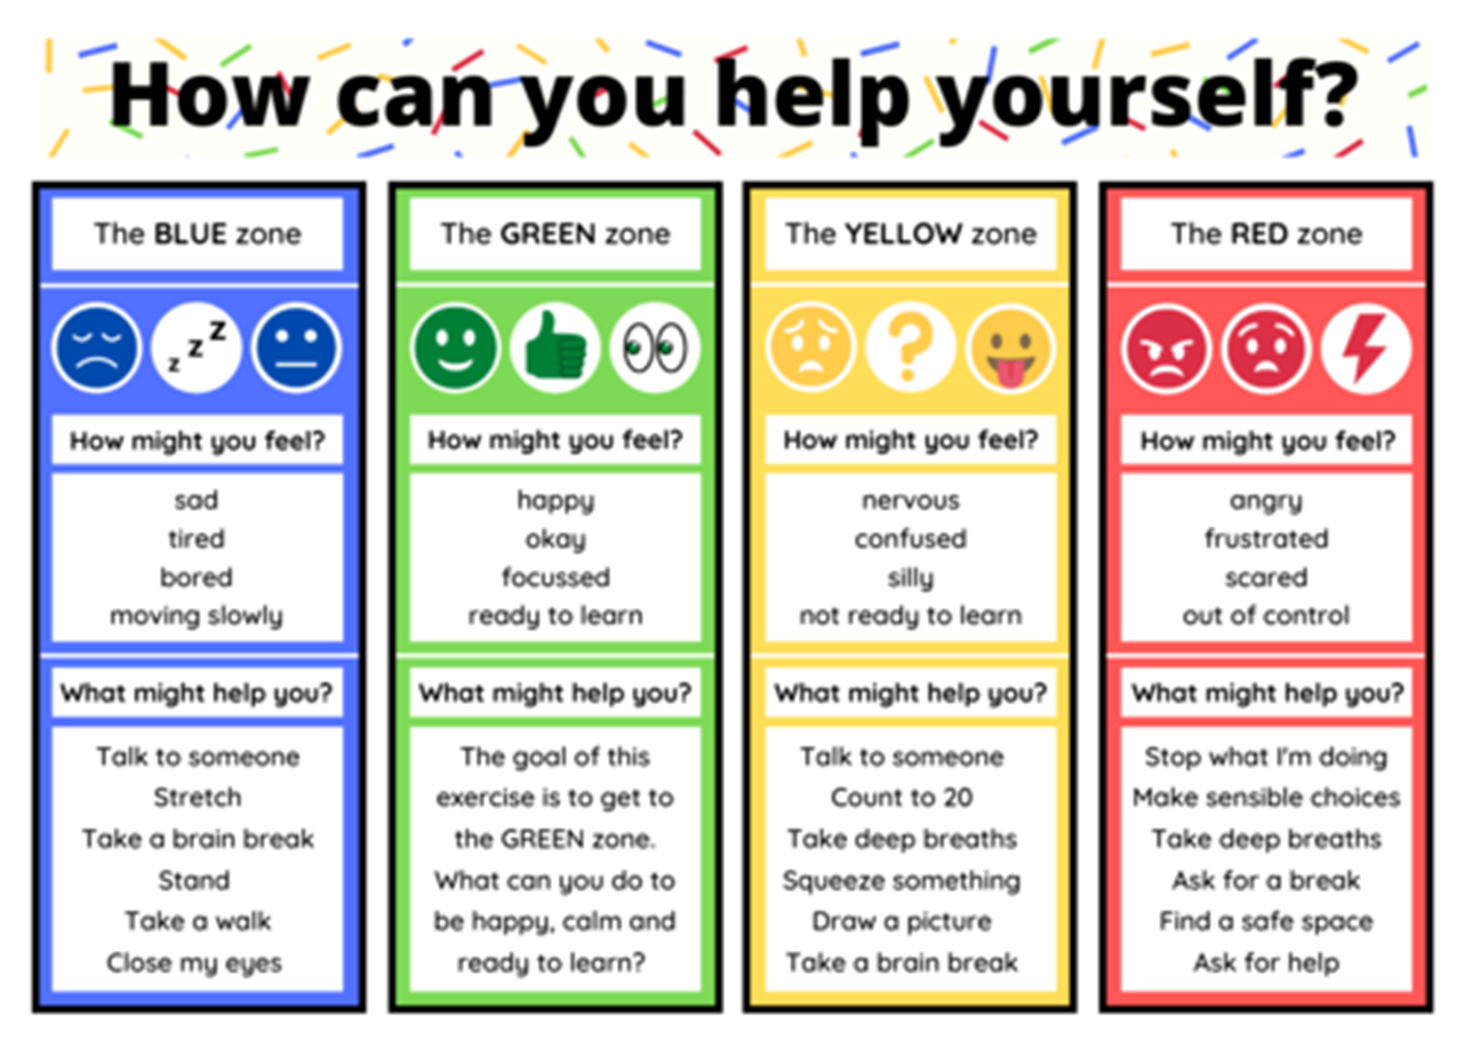 How can you help yourself?
The BLUE zone
z z z
How might you feel?
sad
tired
bored
moving slowly
What might help you?
Talk to someone
Stretch
Take a brain break
Stand
Take a walk
Close my eyes
The GREEN zone
How might you feel?
happy
okay
focussed
ready to learn
What might help you?
The goal of this
exercise is to get to
the GREEN zone.
What can you do to
be happy, calm and
ready to learn?
The YELLOW zone
?
How might you feel?
nervous
confused
silly
not ready to learn
What might help you?
Talk to someone
Count to 20
Take deep breaths
Squeeze something
Draw a picture
Take a brain break
The RED zone
How might you feel?
angry
frustrated
scared
out of control
What might help you?
Stop what I'm doing
Make sensible choices
Take deep breaths
Ask for a break
Find a safe space
Ask for help